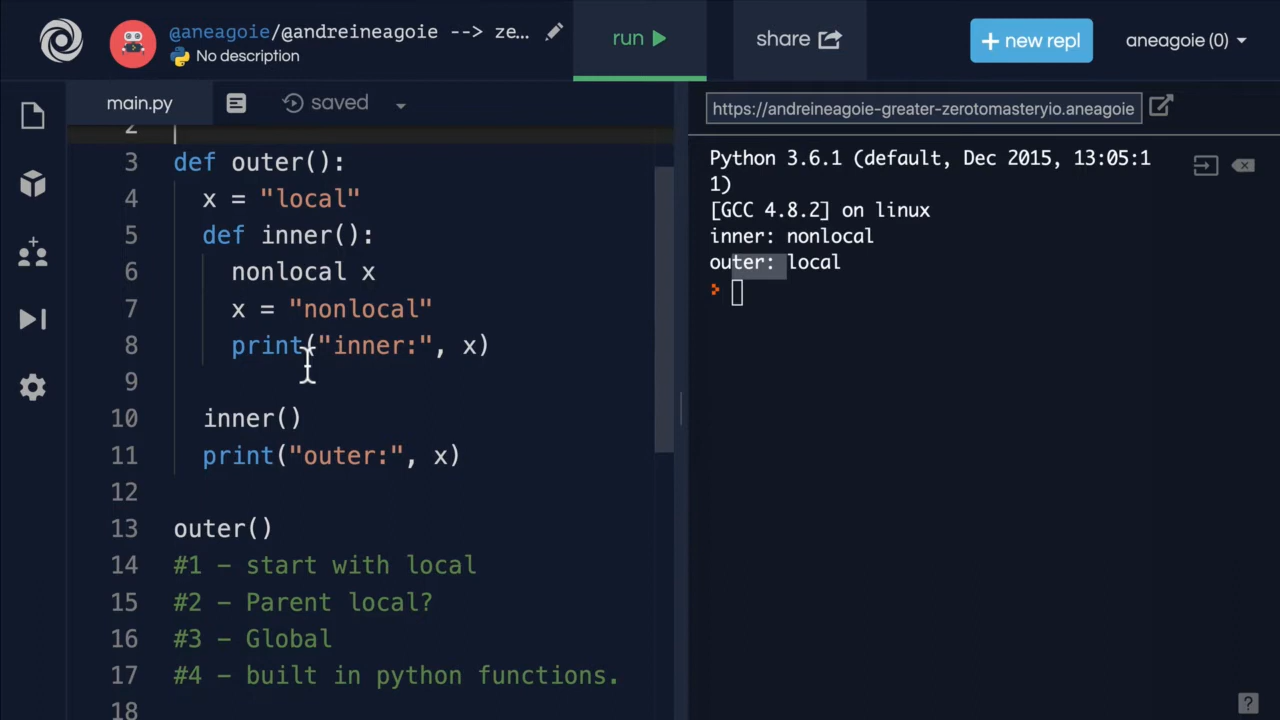 @aneagoie/@andreineagoie --> ze...
No description
run
share
+ new repl
aneagoie (0)
main.py
saved
https://andreineagoie-greater-zerotomasteryio.aneagoie
2
3 def outer():
4 x = "local"
5 def inner():
6 nonlocal x
7 x = "nonlocal"
8 print("inner:", x)
9
10 inner()
11 print("outer:", x)
12
13 outer()
14 #1 - start with local
15 #2 - Parent local?
16 #3 - Global
17 #4 - built in python functions.
18
Python 3.6.1 (default, Dec 2015, 13:05:1
1)
[GCC 4.8.2] on linux
inner: nonlocal
outer: local
?